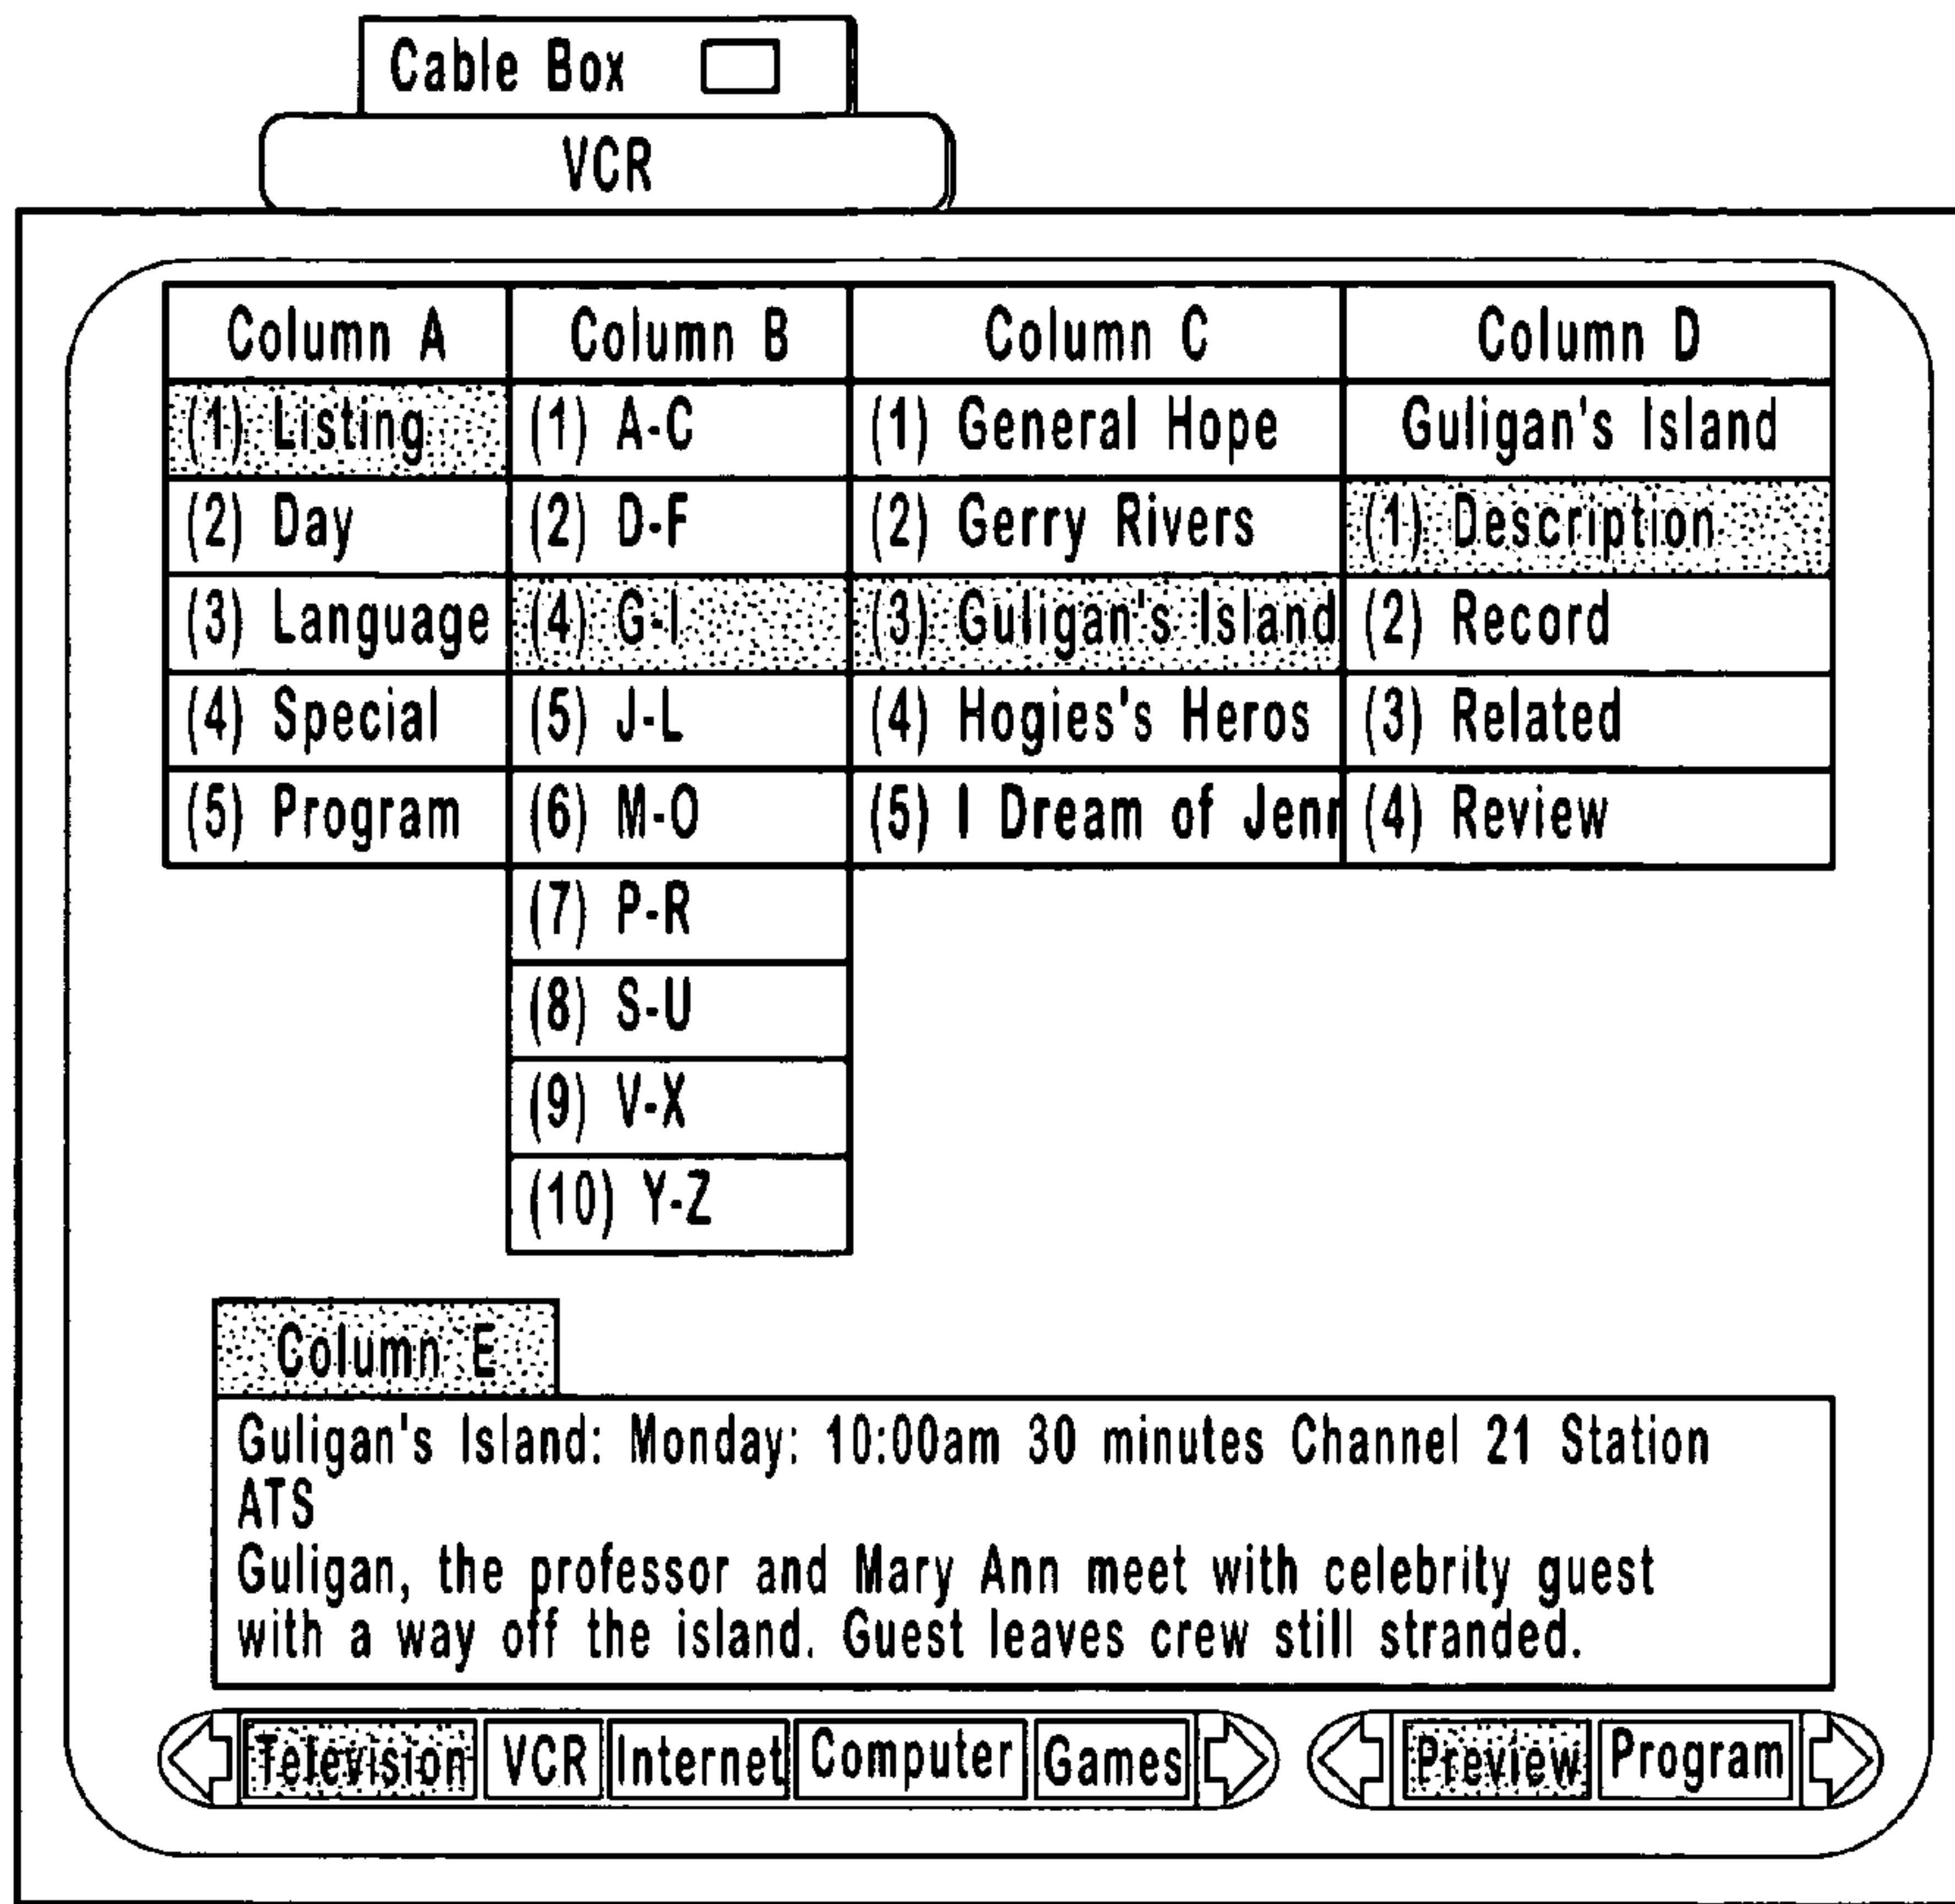 Cable Box
VCR
Column A Column B Column C Column D
(1) Listing (1) A-C (1) General Hope Guligan's Island
(2) Day (2) D-F (2) Gerry Rivers (1) Description
(3) Language (4) G-I (3) Guligan's Island (2) Record
(4) Special (5) J-L (4) Hogies's Heros (3) Related
(5) Program (6) M-O (5) I Dream of Jenr (4) Review
(7) P-R
(8) S-U
(9) V-X
(10) Y-Z
Column E
Guligan's Island: Monday: 10:00am 30 minutes Channel 21 Station
ATS
Guligan, the professor and Mary Ann meet with celebrity guest
with a way off the island. Guest leaves crew still stranded.
Television VCR Internet Computer Games Preview Program